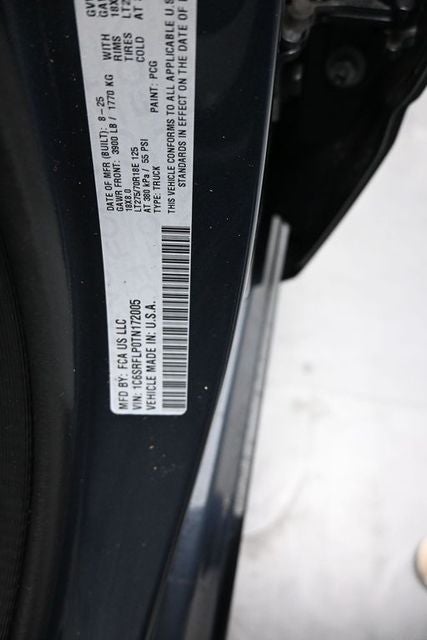 MFD BY: FCA US LLC
DATE OF MFR (BUILT): 8-25
GAWR FRONT: 3900 LB / 1770 KG WITH
18X8.0 RIMS
LT275/70R18E 125 TIRES
AT 380 kPa / 55 PSI COLD
TYPE: TRUCK PAINT: PCG
THIS VEHICLE CONFORMS TO ALL APPLICABLE U.S
STANDARDS IN EFFECT ON THE DATE OF
VIN: 1C6SRFLP0TN172005
VEHICLE MADE IN: U.S.A.